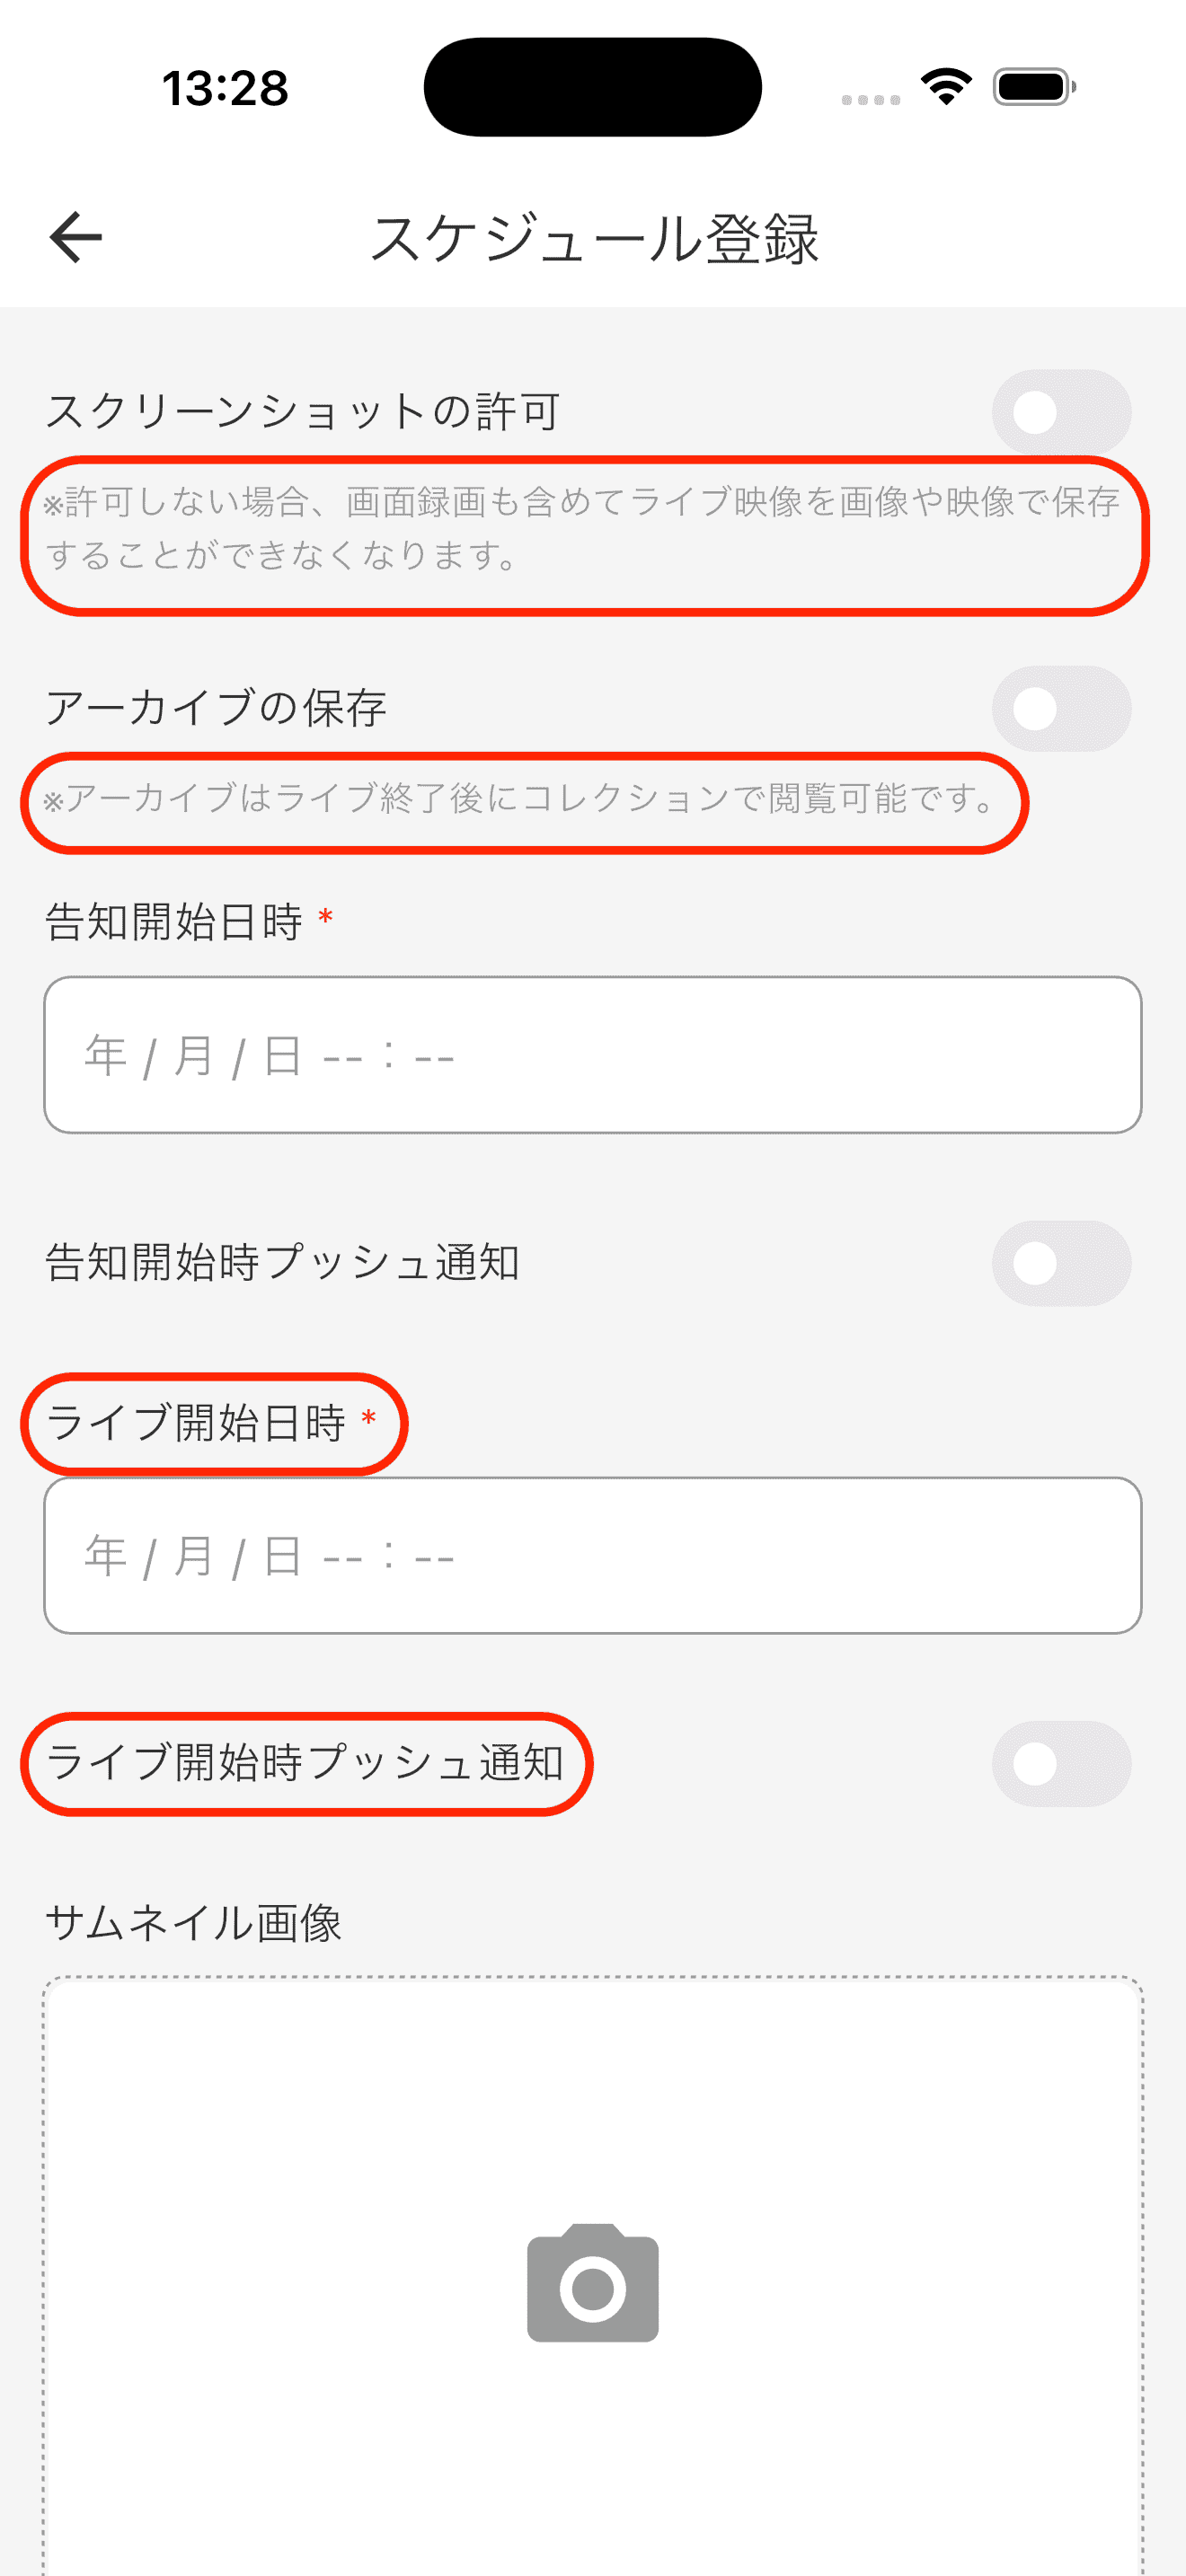 13:28
スケジュール登録
スクリーンショットの許可
※許可しない場合、画面録画も含めてライブ映像を画像や映像で保存
することができなくなります。
アーカイブの保存
※アーカイブはライブ終了後にコレクションで閲覧可能です。
告知開始日時 *
年 / 月 / 日 -- : --
告知開始時プッシュ通知
ライブ開始日時 *
年 / 月 / 日 -- : --
ライブ開始時プッシュ通知
サムネイル画像